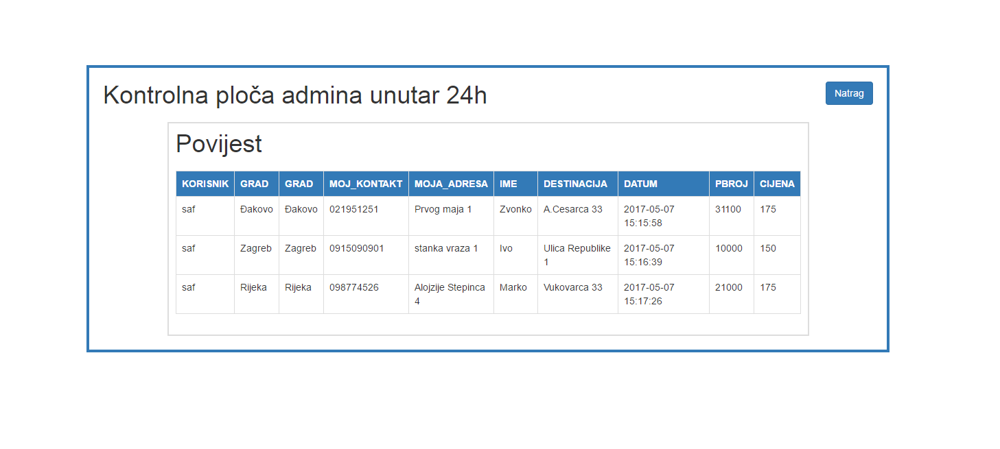 Kontrolna ploča admina unutar 24h
Natrag
Povijest
KORISNIK GRAD GRAD MOJ_KONTAKT MOJA_ADRESA IME DESTINACIJA DATUM PBROJ CIJENA
saf Đakovo Đakovo 021951251 Prvog maja 1 Zvonko A.Cesarca 33 2017-05-07 31100 175
15:15:58
saf Zagreb Zagreb 0915090901 stanka vraza 1 Ivo Ulica Republike 2017-05-07 10000 150
1 15:16:39
saf Rijeka Rijeka 098774526 Alojzije Stepinca Marko Vukovarca 33 2017-05-07 21000 175
4 15:17:26